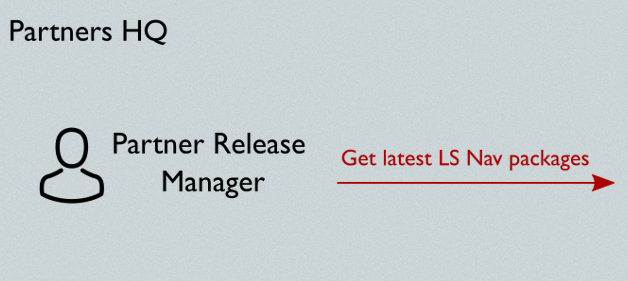 Partners HQ
Partner Release
Manager
Get latest LS Nav packages